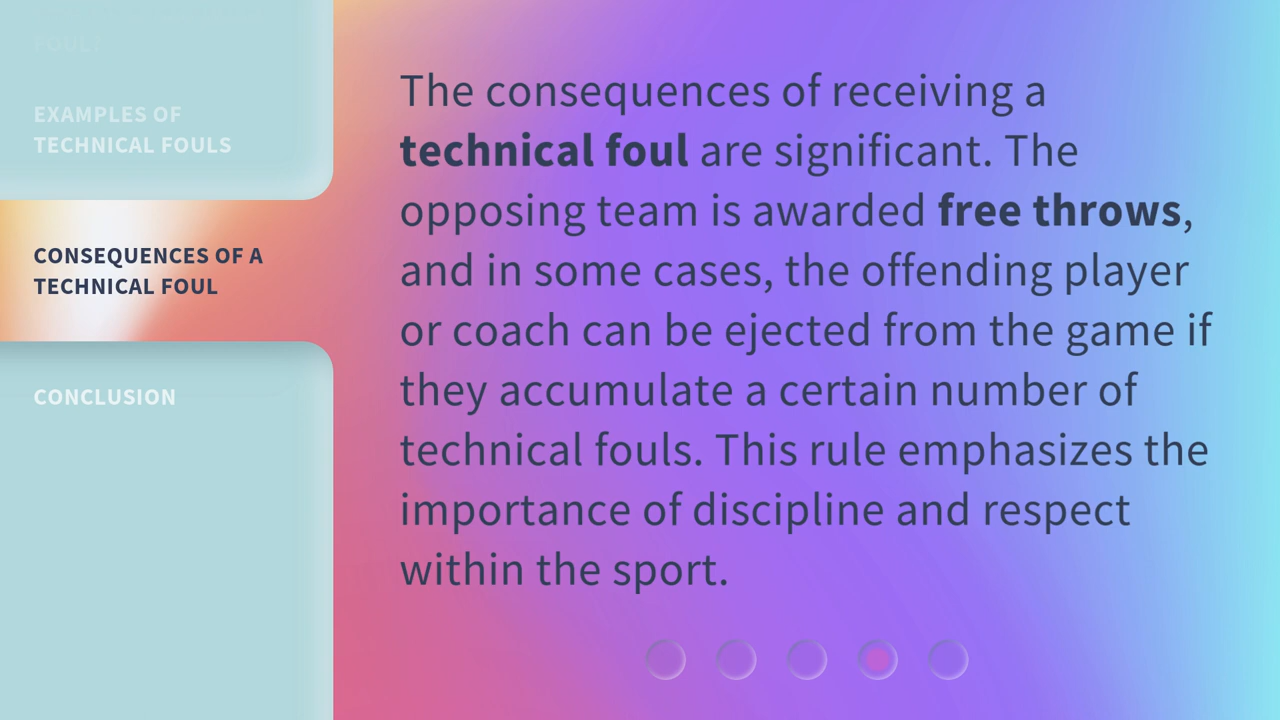 FOUL?
EXAMPLES OF
TECHNICAL FOULS
CONSEQUENCES OF A
TECHNICAL FOUL
CONCLUSION
The consequences of receiving a
technical foul are significant. The
opposing team is awarded free throws,
and in some cases, the offending player
or coach can be ejected from the game if
they accumulate a certain number of
technical fouls. This rule emphasizes the
importance of discipline and respect
within the sport.